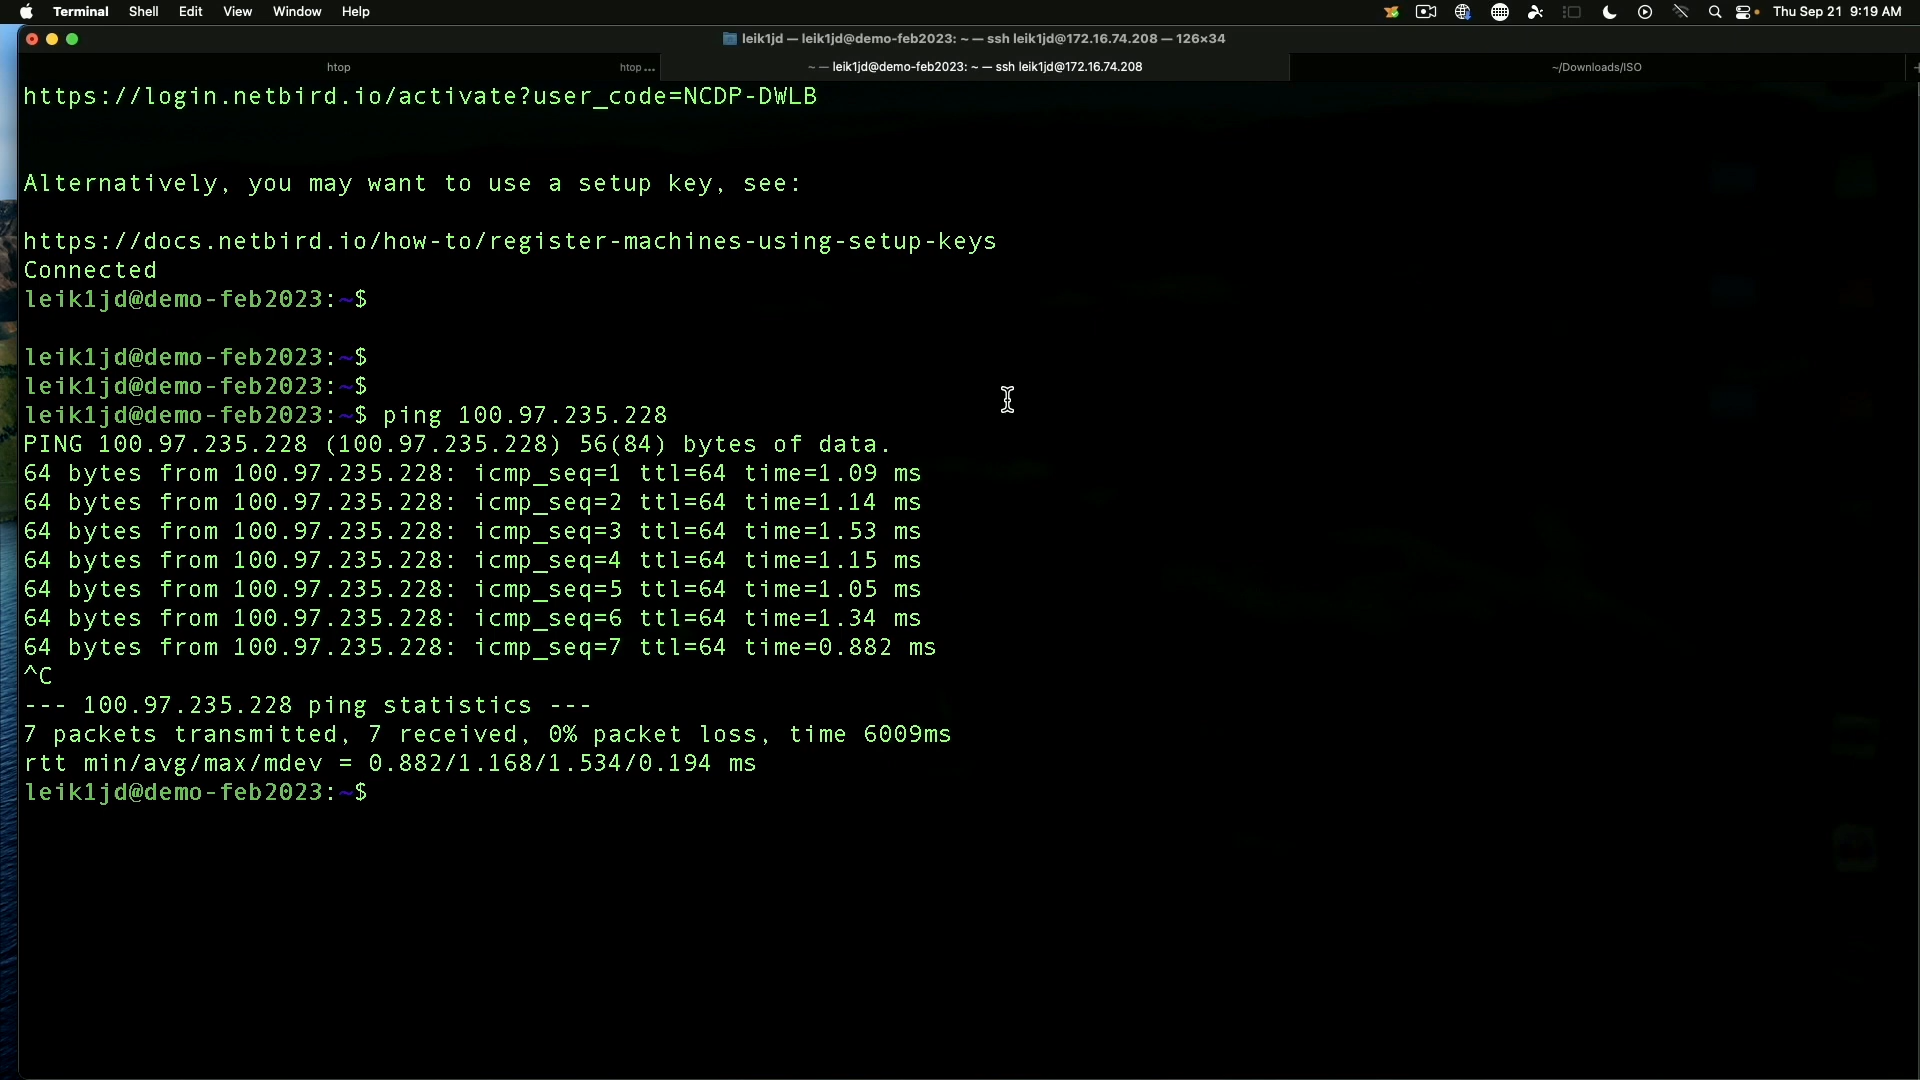 Terminal Shell Edit View Window Help Thu Sep 21 9:19 AM
leik1jd — leik1jd@demo-feb2023: ~ — ssh leik1jd@172.16.74.208 — 126×34
htop htop ... ~ — leik1jd@demo-feb2023: ~ — ssh leik1jd@172.16.74.208 ~/Downloads/ISO +
https://login.netbird.io/activate?user_code=NCDP-DWLB
Alternatively, you may want to use a setup key, see:
https://docs.netbird.io/how-to/register-machines-using-setup-keys
Connected
leik1jd@demo-feb2023:~$
leik1jd@demo-feb2023:~$
leik1jd@demo-feb2023:~$
leik1jd@demo-feb2023:~$ ping 100.97.235.228
PING 100.97.235.228 (100.97.235.228) 56(84) bytes of data.
64 bytes from 100.97.235.228: icmp_seq=1 ttl=64 time=1.09 ms
64 bytes from 100.97.235.228: icmp_seq=2 ttl=64 time=1.14 ms
64 bytes from 100.97.235.228: icmp_seq=3 ttl=64 time=1.53 ms
64 bytes from 100.97.235.228: icmp_seq=4 ttl=64 time=1.15 ms
64 bytes from 100.97.235.228: icmp_seq=5 ttl=64 time=1.05 ms
64 bytes from 100.97.235.228: icmp_seq=6 ttl=64 time=1.34 ms
64 bytes from 100.97.235.228: icmp_seq=7 ttl=64 time=0.882 ms
^C
--- 100.97.235.228 ping statistics ---
7 packets transmitted, 7 received, 0% packet loss, time 6009ms
rtt min/avg/max/mdev = 0.882/1.168/1.534/0.194 ms
leik1jd@demo-feb2023:~$